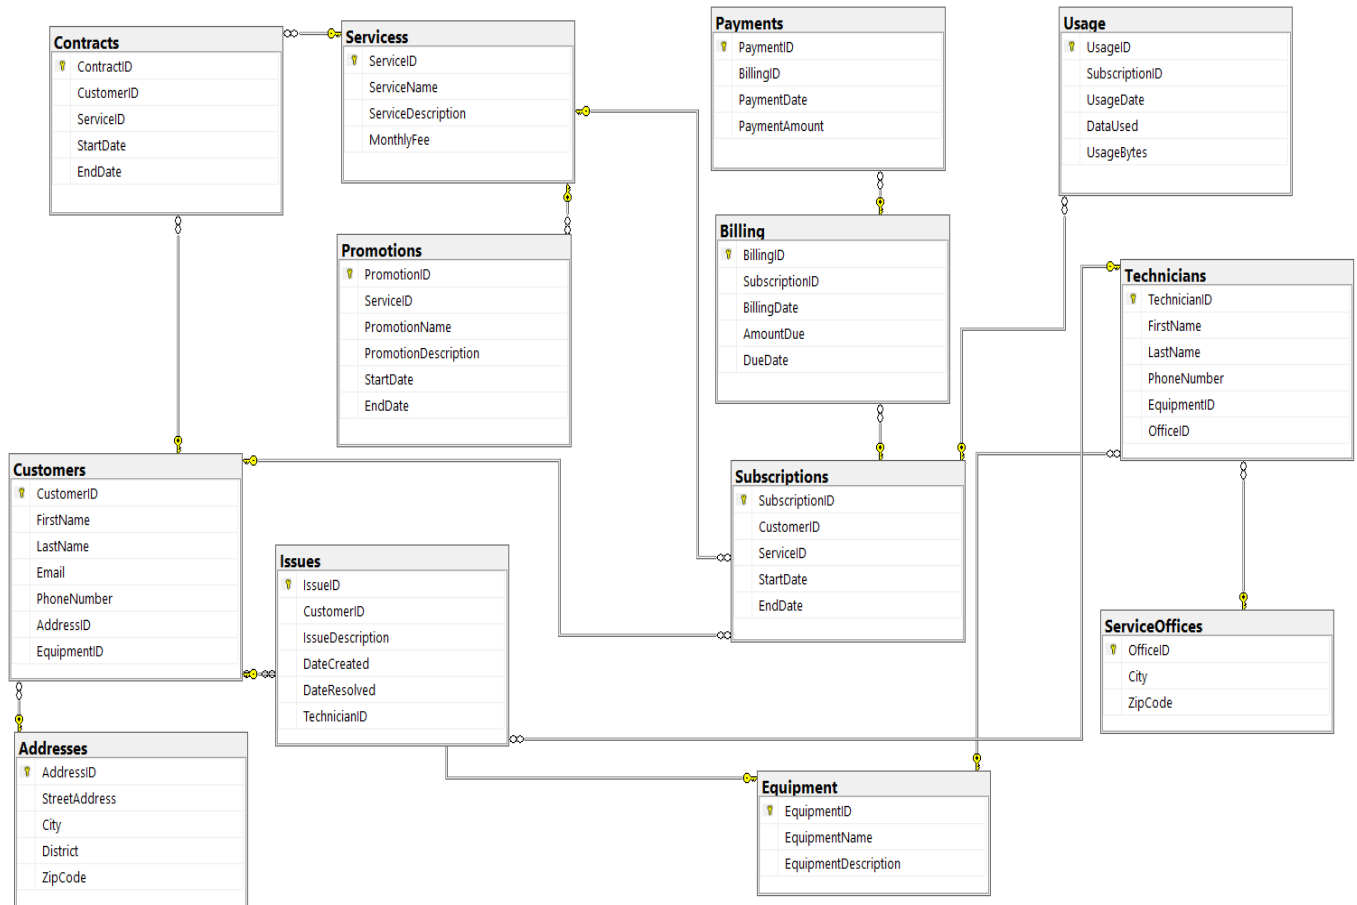 Contracts
ContractID
CustomerID
ServiceID
StartDate
EndDate
Servicess
ServiceID
ServiceName
ServiceDescription
MonthlyFee
Payments
PaymentID
BillingID
PaymentDate
PaymentAmount
Usage
UsageID
SubscriptionID
UsageDate
DataUsed
UsageBytes
Promotions
PromotionID
ServiceID
PromotionName
PromotionDescription
StartDate
EndDate
Billing
BillingID
SubscriptionID
BillingDate
AmountDue
DueDate
Technicians
TechnicianID
FirstName
LastName
PhoneNumber
EquipmentID
OfficeID
Customers
CustomerID
FirstName
LastName
Email
PhoneNumber
AddressID
EquipmentID
Issues
IssueID
CustomerID
IssueDescription
DateCreated
DateResolved
TechnicianID
Subscriptions
SubscriptionID
CustomerID
ServiceID
StartDate
EndDate
ServiceOffices
OfficeID
City
ZipCode
Addresses
AddressID
StreetAddress
City
District
ZipCode
Equipment
EquipmentID
EquipmentName
EquipmentDescription